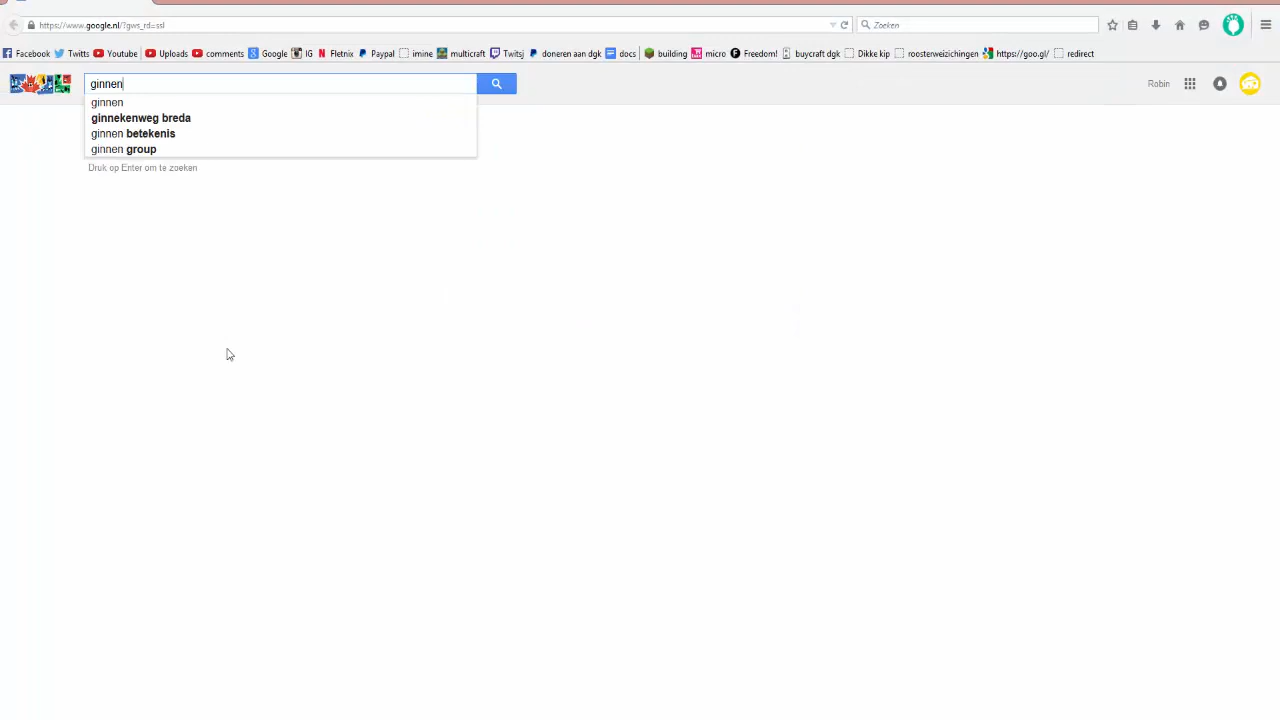 https://www.google.nl/?gws_rd=ssl
Zoeken
Facebook Twitts Youtube Uploads comments Google IG Fletnix Paypal imine multicraft Twitsj doneren aan dgk docs building micro Freedom! buycraft dgk Dikke kip roosterweizichingen https://goo.gl/ redirect
ginnen
Robin
ginnen
ginnekenweg breda
ginnen betekenis
ginnen group
Druk op Enter om te zoeken